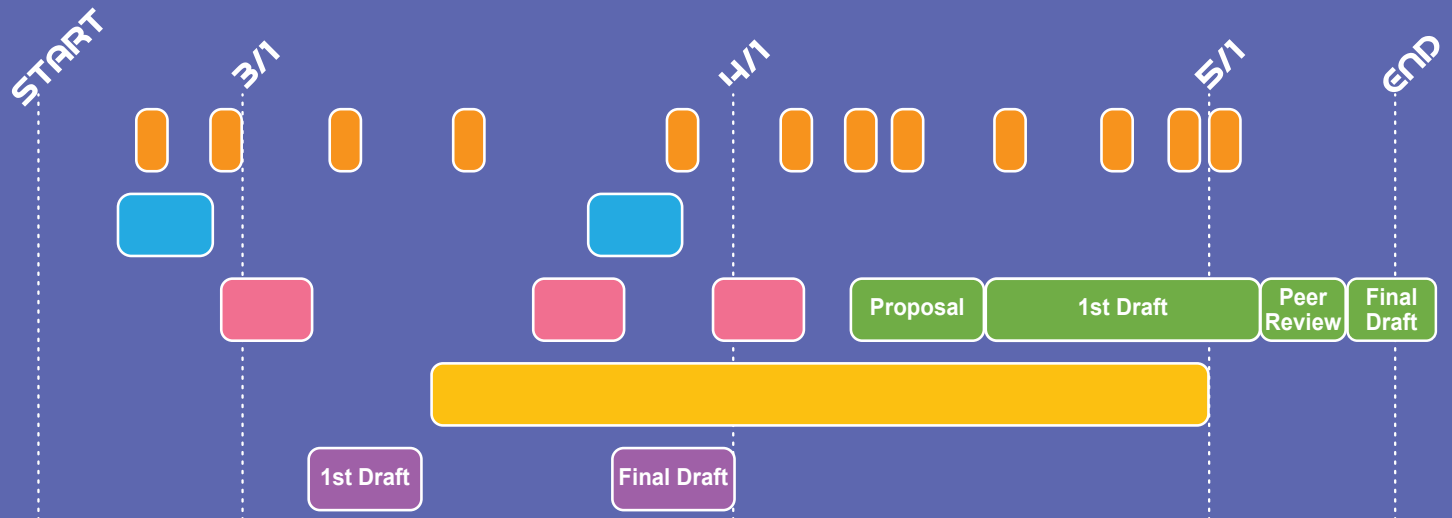 START
3/1
4/1
5/1
END
Proposal
1st Draft
Peer
Review
Final
Draft
1st Draft
Final Draft